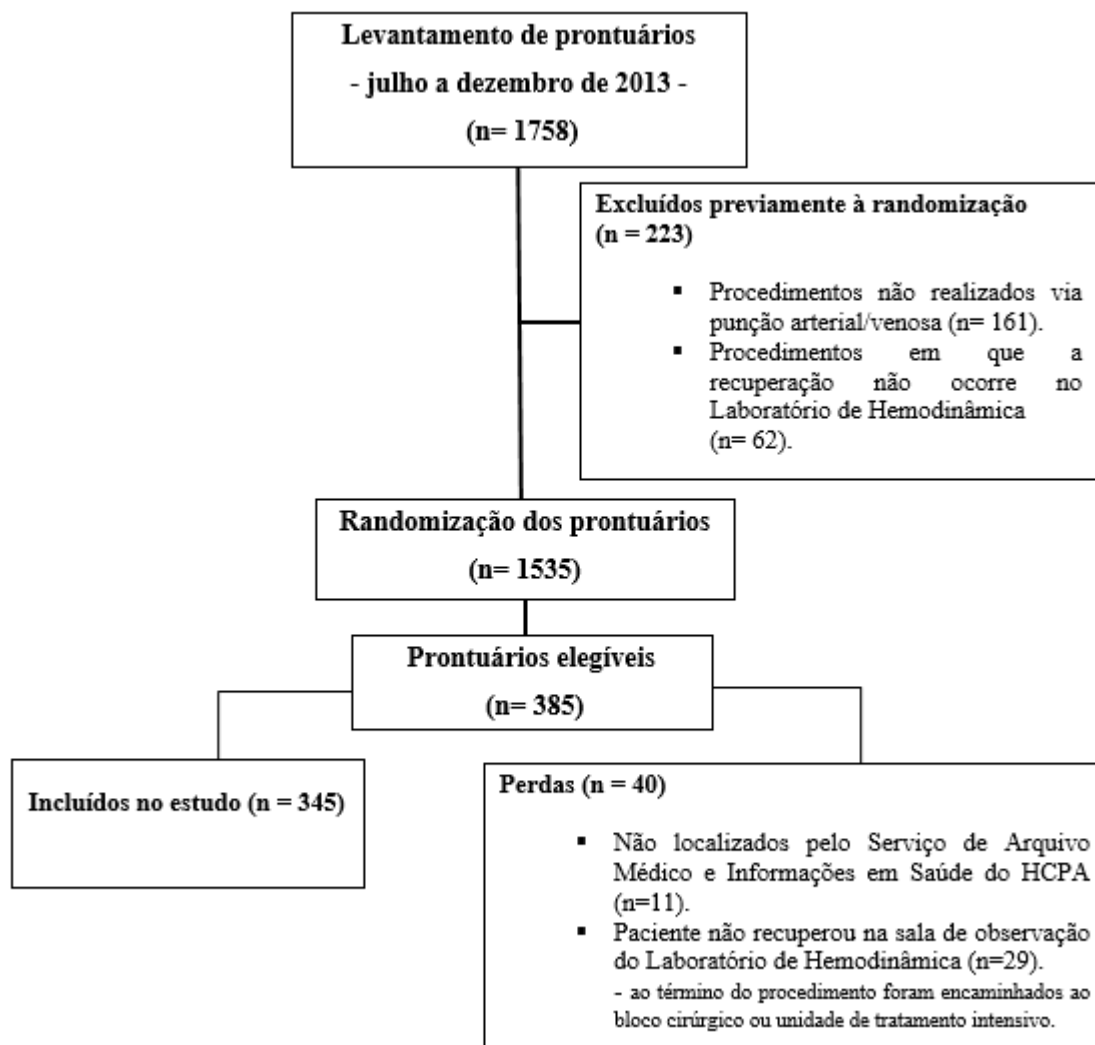 Levantamento de prontuários
- julho a dezembro de 2013 -
(n= 1758)
Excluídos previamente à randomização
(n = 223)
▪ Procedimentos não realizados via
punção arterial/venosa (n= 161).
▪ Procedimentos em que a
recuperação não ocorre no
Laboratório de Hemodinâmica
(n= 62).
Randomização dos prontuários
(n= 1535)
Prontuários elegíveis
(n= 385)
Incluídos no estudo (n = 345)
Perdas (n = 40)
▪ Não localizados pelo Serviço de Arquivo
Médico e Informações em Saúde do HCPA
(n=11).
▪ Paciente não recuperou na sala de observação
do Laboratório de Hemodinâmica (n=29).
- ao término do procedimento foram encaminhados ao
bloco cirúrgico ou unidade de tratamento intensivo.